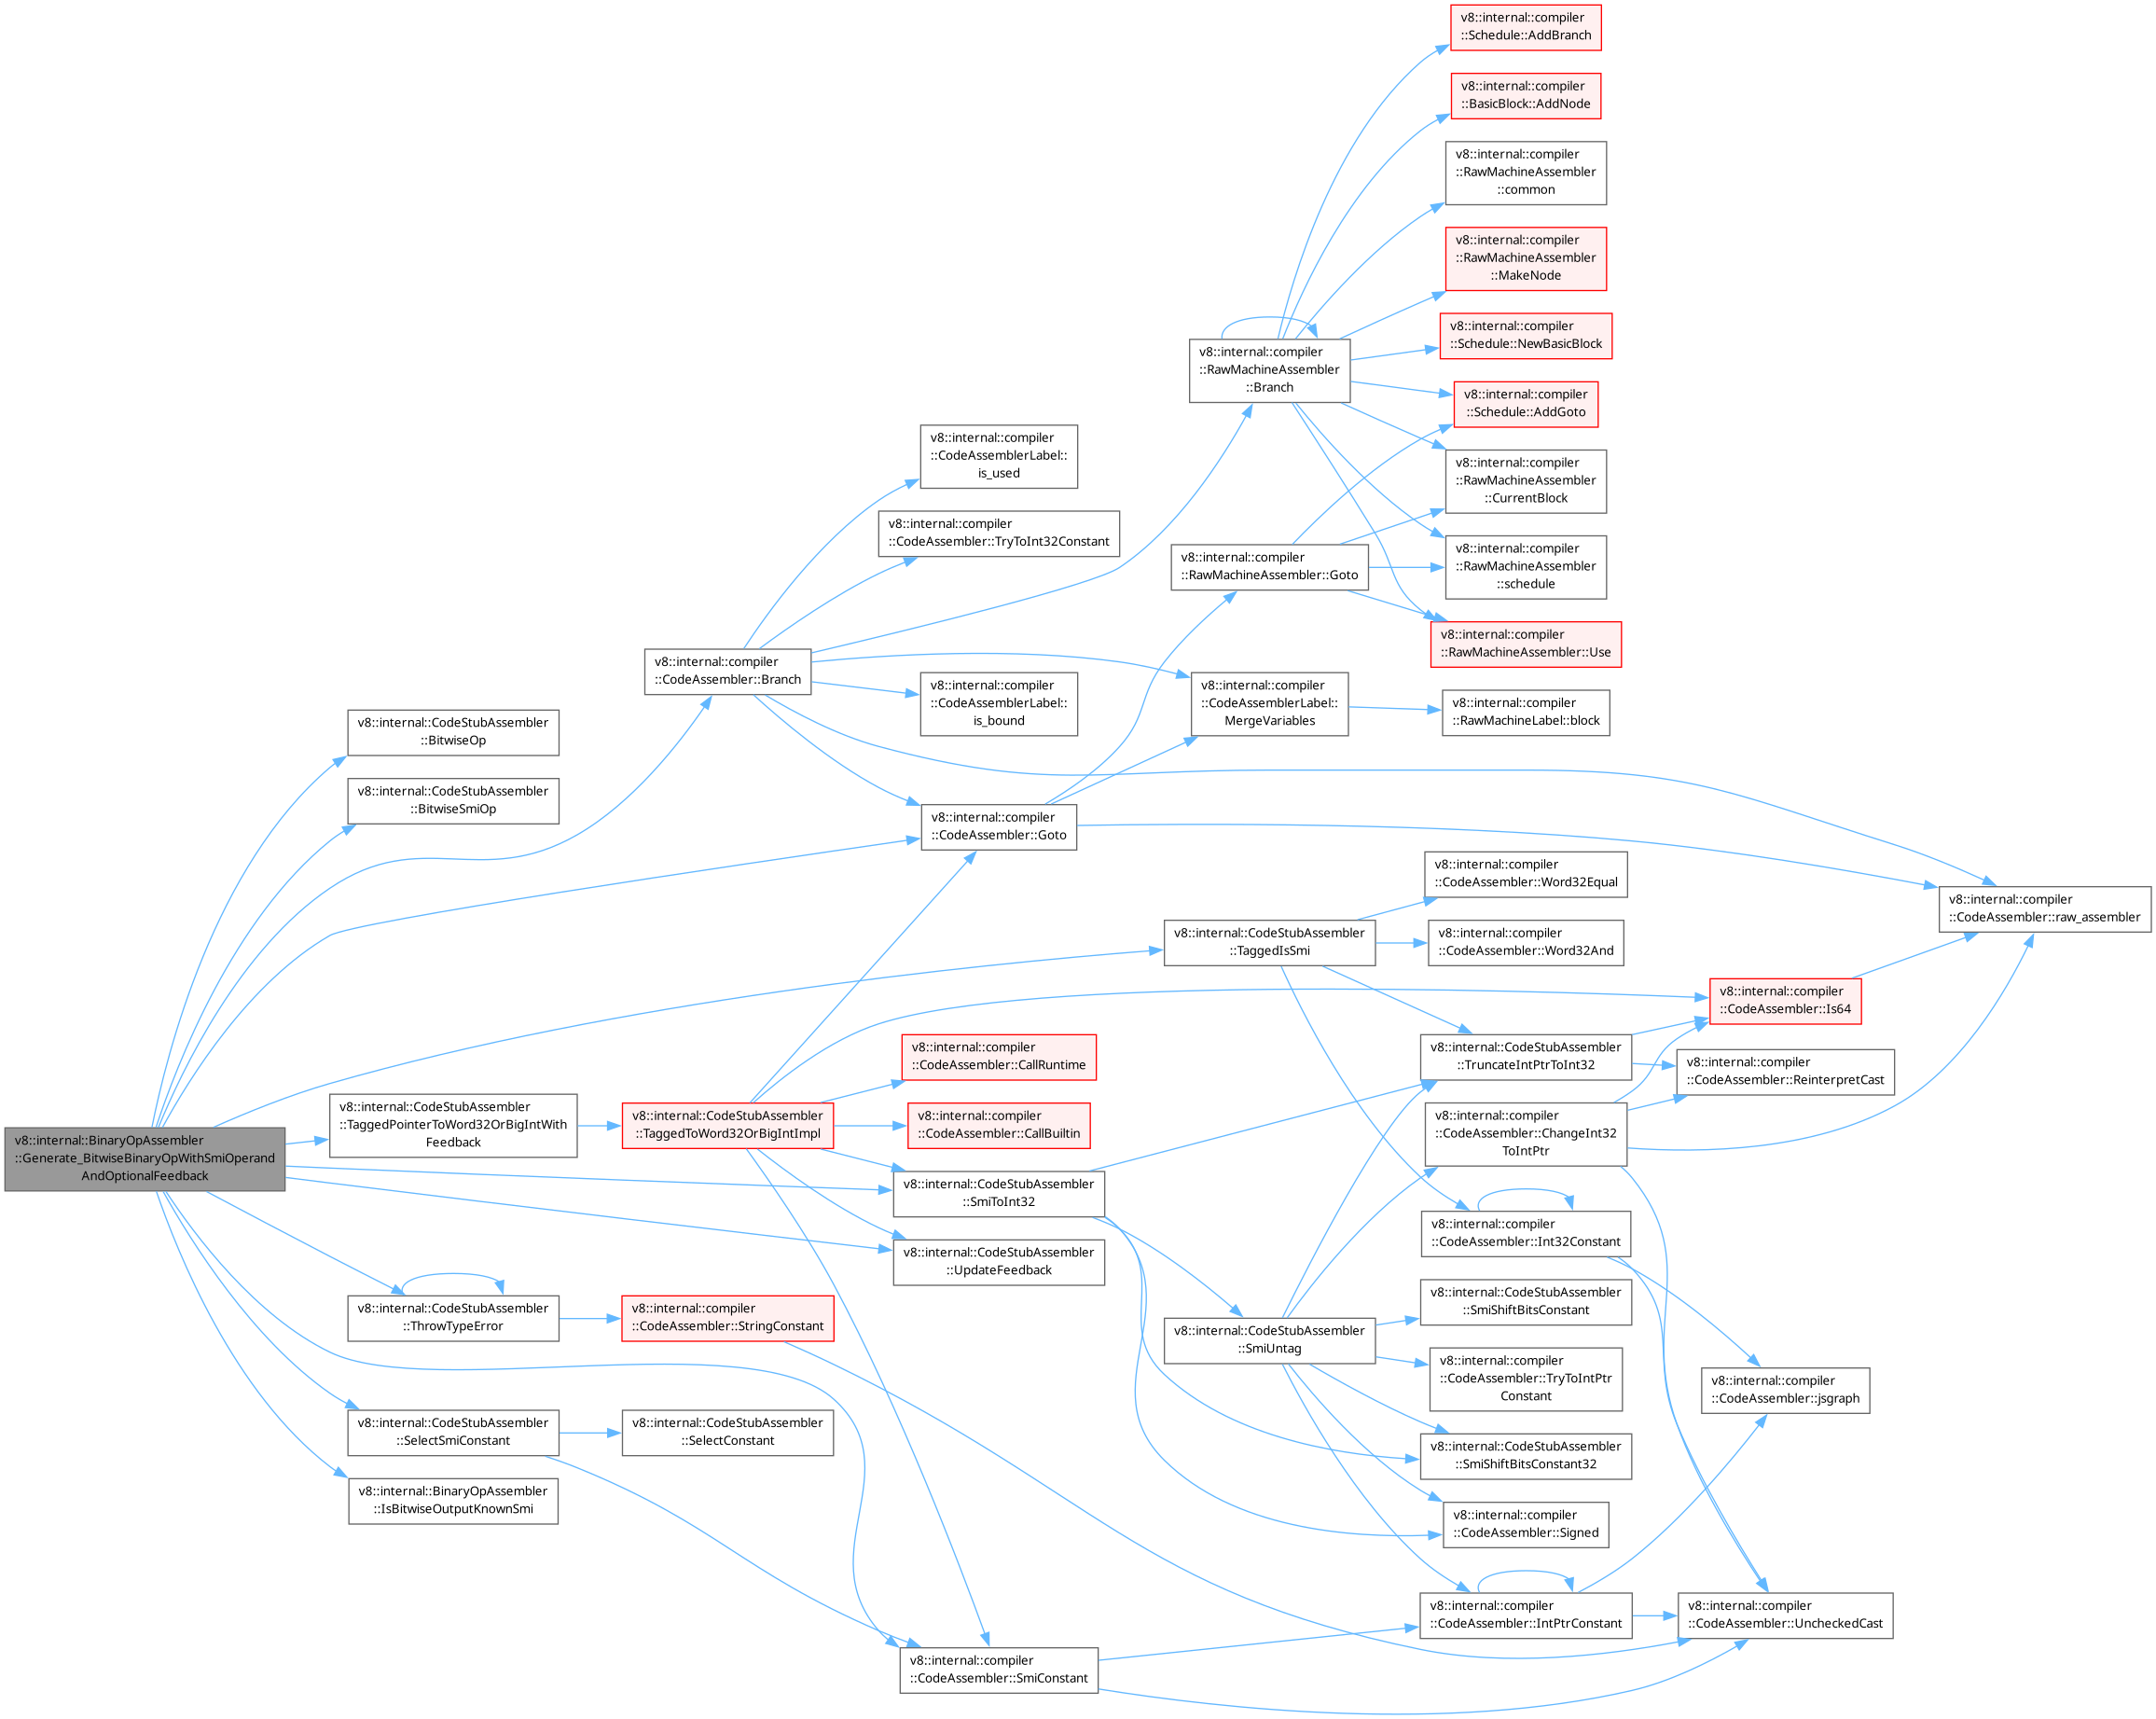 v8::internal::compiler
::Schedule::AddBranch
v8::internal::compiler
::BasicBlock::AddNode
v8::internal::compiler
::RawMachineAssembler
::common
v8::internal::compiler
::RawMachineAssembler
::MakeNode
v8::internal::compiler
::Schedule::NewBasicBlock
v8::internal::compiler
::RawMachineAssembler
::Branch
v8::internal::compiler
::Schedule::AddGoto
v8::internal::compiler
::CodeAssemblerLabel::
is_used
v8::internal::compiler
::RawMachineAssembler
::CurrentBlock
v8::internal::compiler
::CodeAssembler::TryToInt32Constant
v8::internal::compiler
::RawMachineAssembler::Goto
v8::internal::compiler
::RawMachineAssembler
::schedule
v8::internal::compiler
::RawMachineAssembler::Use
v8::internal::compiler
::CodeAssembler::Branch
v8::internal::compiler
::CodeAssemblerLabel::
is_bound
v8::internal::compiler
::CodeAssemblerLabel::
MergeVariables
v8::internal::compiler
::RawMachineLabel::block
v8::internal::CodeStubAssembler
::BitwiseOp
v8::internal::CodeStubAssembler
::BitwiseSmiOp
v8::internal::compiler
::CodeAssembler::Goto
v8::internal::compiler
::CodeAssembler::Word32Equal
v8::internal::compiler
::CodeAssembler::raw_assembler
v8::internal::CodeStubAssembler
::TaggedIsSmi
v8::internal::compiler
::CodeAssembler::Word32And
v8::internal::compiler
::CodeAssembler::Is64
v8::internal::compiler
::CodeAssembler::CallRuntime
v8::internal::CodeStubAssembler
::TruncateIntPtrToInt32
v8::internal::compiler
::CodeAssembler::ReinterpretCast
v8::internal::BinaryOpAssembler
::Generate_BitwiseBinaryOpWithSmiOperand
AndOptionalFeedback
v8::internal::CodeStubAssembler
::TaggedPointerToWord32OrBigIntWith
Feedback
v8::internal::CodeStubAssembler
::TaggedToWord32OrBigIntImpl
v8::internal::compiler
::CodeAssembler::CallBuiltin
v8::internal::compiler
::CodeAssembler::ChangeInt32
ToIntPtr
v8::internal::CodeStubAssembler
::SmiToInt32
v8::internal::compiler
::CodeAssembler::Int32Constant
v8::internal::CodeStubAssembler
::UpdateFeedback
v8::internal::CodeStubAssembler
::SmiShiftBitsConstant
v8::internal::CodeStubAssembler
::ThrowTypeError
v8::internal::compiler
::CodeAssembler::StringConstant
v8::internal::CodeStubAssembler
::SmiUntag
v8::internal::compiler
::CodeAssembler::TryToIntPtr
Constant
v8::internal::compiler
::CodeAssembler::jsgraph
v8::internal::CodeStubAssembler
::SelectSmiConstant
v8::internal::CodeStubAssembler
::SelectConstant
v8::internal::CodeStubAssembler
::SmiShiftBitsConstant32
v8::internal::BinaryOpAssembler
::IsBitwiseOutputKnownSmi
v8::internal::compiler
::CodeAssembler::Signed
v8::internal::compiler
::CodeAssembler::IntPtrConstant
v8::internal::compiler
::CodeAssembler::UncheckedCast
v8::internal::compiler
::CodeAssembler::SmiConstant